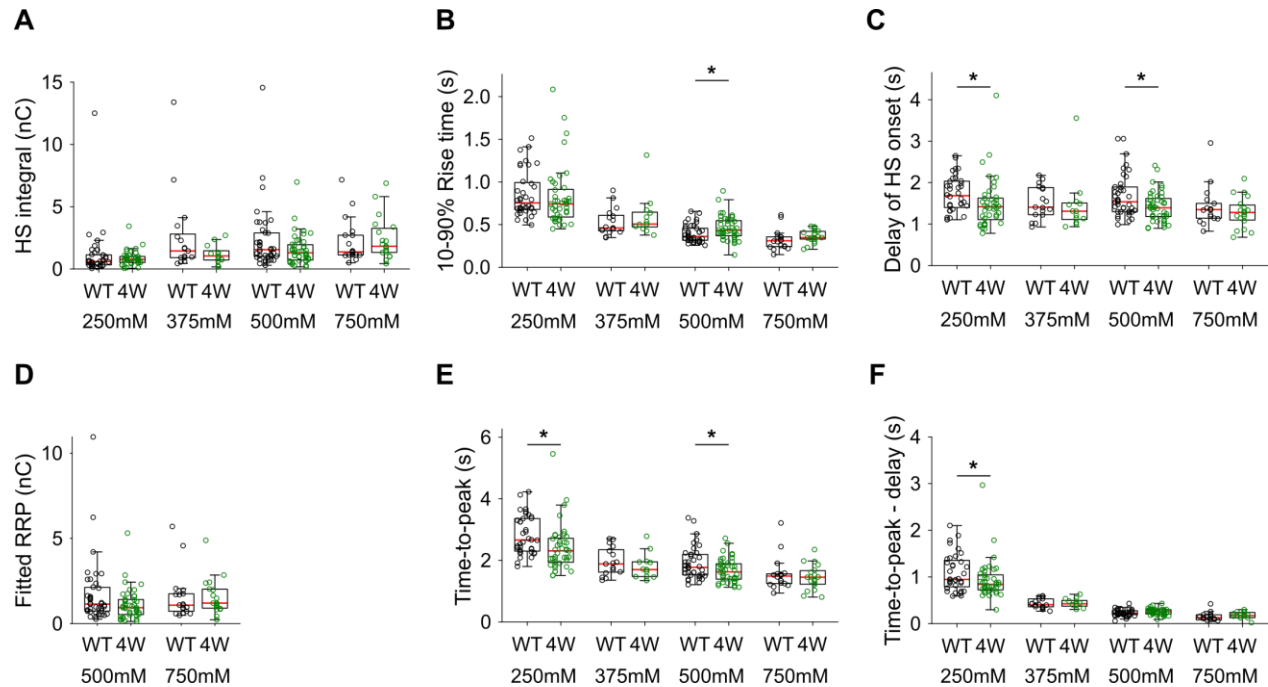 A
HS integral (nC)
15
10
5
0
WT 4W WT 4W WT 4W WT 4W
250mM 375mM 500mM 750mM
B
10-90% Rise time (s)
2.0
1.5
1.0
0.5
0.0
*
WT 4W WT 4W WT 4W WT 4W
250mM 375mM 500mM 750mM
C
Delay of HS onset (s)
4
3
2
1
0
* *
WT 4W WT 4W WT 4W WT 4W
250mM 375mM 500mM 750mM
D
Fitted RRP (nC)
10
5
0
WT 4W WT 4W
500mM 750mM
E
Time-to-peak (s)
6
4
2
0
* *
WT 4W WT 4W WT 4W WT 4W
250mM 375mM 500mM 750mM
F
Time-to-peak - delay (s)
4
3
2
1
0
*
WT 4W WT 4W WT 4W WT 4W
250mM 375mM 500mM 750mM